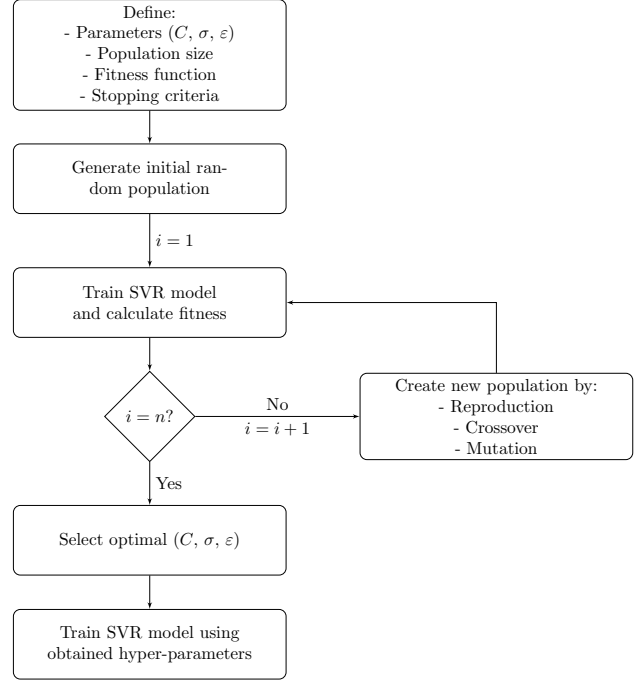 Define:
- Parameters (C, σ, ε)
- Population size
- Fitness function
- Stopping criteria
Generate initial ran-
dom population
i = 1
Train SVR model
and calculate fitness
i = n?
No
i = i + 1
Create new population by:
- Reproduction
- Crossover
- Mutation
Yes
Select optimal (C, σ, ε)
Train SVR model using
obtained hyper-parameters